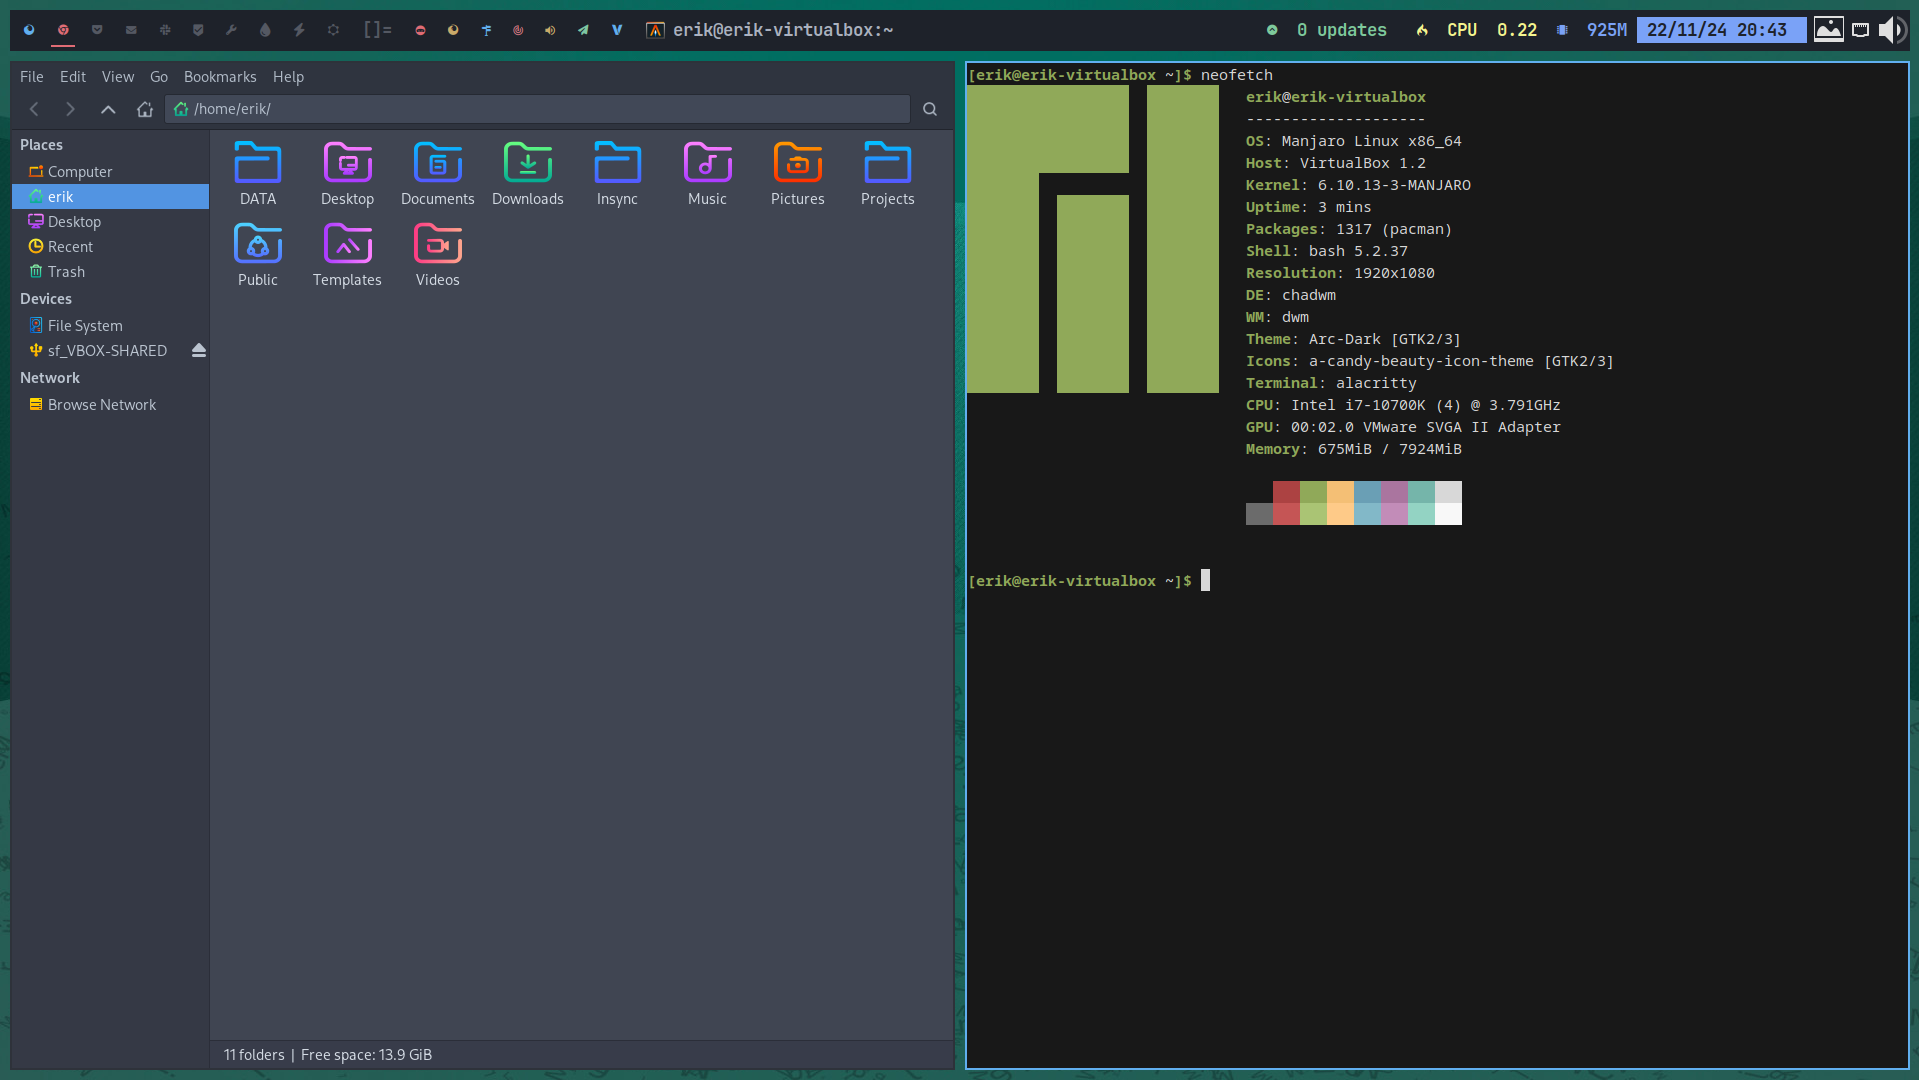 []= erik@erik-virtualbox:~ 0 updates CPU 0.22 925M 22/11/24 20:43
File Edit View Go Bookmarks Help
/home/erik/
Places
Computer
erik
Desktop
Recent
Trash
Devices
File System
sf_VBOX-SHARED
Network
Browse Network
DATA Desktop Documents Downloads Insync Music Pictures Projects
Public Templates Videos
11 folders | Free space: 13.9 GiB
[erik@erik-virtualbox ~]$ neofetch
erik@erik-virtualbox
--------------------
OS: Manjaro Linux x86_64
Host: VirtualBox 1.2
Kernel: 6.10.13-3-MANJARO
Uptime: 3 mins
Packages: 1317 (pacman)
Shell: bash 5.2.37
Resolution: 1920x1080
DE: chadwm
WM: dwm
Theme: Arc-Dark [GTK2/3]
Icons: a-candy-beauty-icon-theme [GTK2/3]
Terminal: alacritty
CPU: Intel i7-10700K (4) @ 3.791GHz
GPU: 00:02.0 VMware SVGA II Adapter
Memory: 675MiB / 7924MiB
[erik@erik-virtualbox ~]$